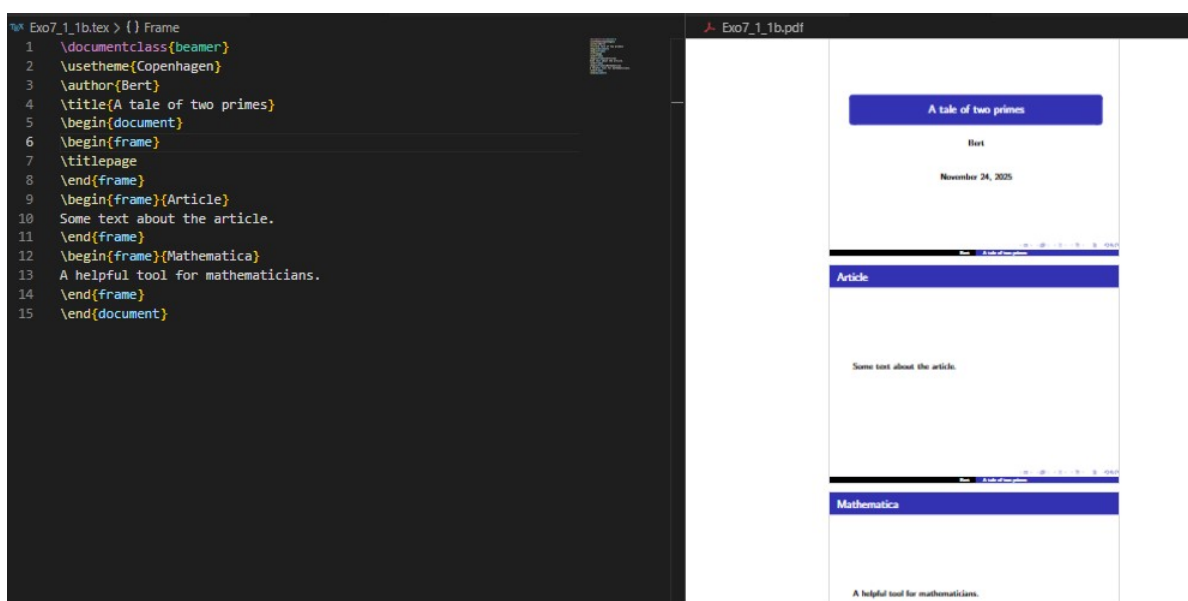 Exo7_1_1b.tex > {} Frame
1 \documentclass{beamer}
2 \usetheme{Copenhagen}
3 \author{Bert}
4 \title{A tale of two primes}
5 \begin{document}
6 \begin{frame}
7 \titlepage
8 \end{frame}
9 \begin{frame}{Article}
10 Some text about the article.
11 \end{frame}
12 \begin{frame}{Mathematica}
13 A helpful tool for mathematicians.
14 \end{frame}
15 \end{document}
Exo7_1_1b.pdf
A tale of two primes
Bert
November 24, 2025
Bert A tale of two primes
Article
Some text about the article.
Bert A tale of two primes
Mathematica
A helpful tool for mathematicians.